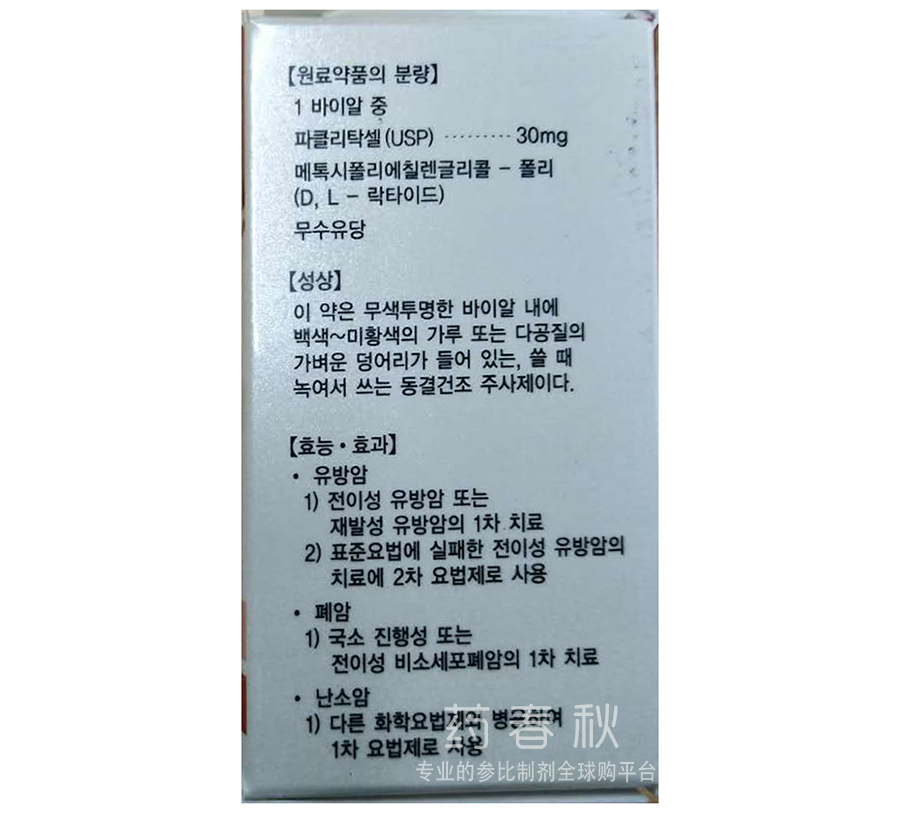 【원료약품의 분량】
1 바이알 중
파클리탁셀(USP) ········· 30mg
메톡시폴리에칠렌글리콜 - 폴리
(D, L - 락타이드)
무수유당
【성상】
이 약은 무색투명한 바이알 내에
백색~미황색의 가루 또는 다공질의
가벼운 덩어리가 들어 있는, 쓸 때
녹여서 쓰는 동결건조 주사제이다.
【효능·효과】
• 유방암
1) 전이성 유방암 또는
재발성 유방암의 1차 치료
2) 표준요법에 실패한 전이성 유방암의
치료에 2차 요법제로 사용
• 폐암
1) 국소 진행성 또는
전이성 비소세포폐암의 1차 치료
• 난소암
1) 다른 화학요법제와 병용하여
1차 요법제로 사용
药春秋
专业的参比制剂全球购平台